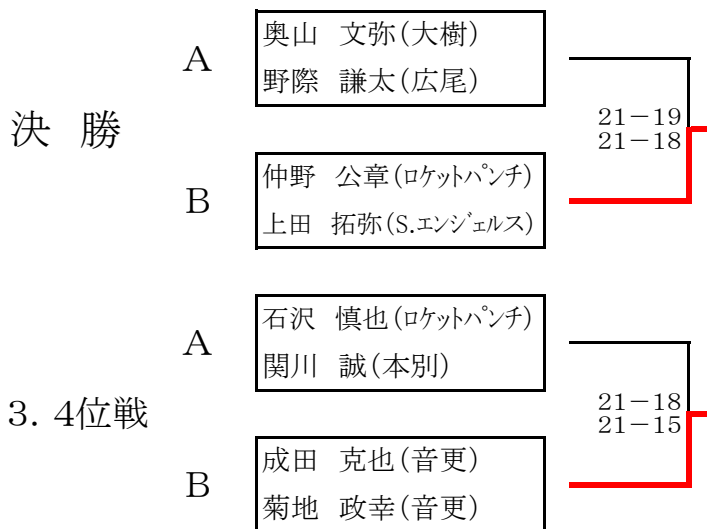 決 勝
A
奥山 文弥(大樹)
野際 謙太(広尾)
21-19
21-18
B
仲野 公章(ロケットパンチ)
上田 拓弥(S.エンジェルス)
3. 4位戦
A
石沢 慎也(ロケットパンチ)
関川 誠(本別)
21-18
21-15
B
成田 克也(音更)
菊地 政幸(音更)